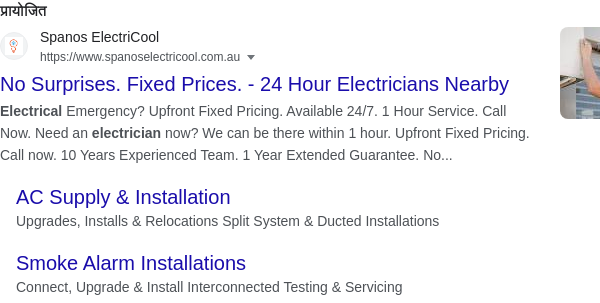 प्रायोजित
Spanos ElectriCool
https://www.spanoselectricool.com.au
No Surprises. Fixed Prices. - 24 Hour Electricians Nearby
Electrical Emergency? Upfront Fixed Pricing. Available 24/7. 1 Hour Service. Call
Now. Need an electrician now? We can be there within 1 hour. Upfront Fixed Pricing.
Call now. 10 Years Experienced Team. 1 Year Extended Guarantee. No...
AC Supply & Installation
Upgrades, Installs & Relocations Split System & Ducted Installations
Smoke Alarm Installations
Connect, Upgrade & Install Interconnected Testing & Servicing